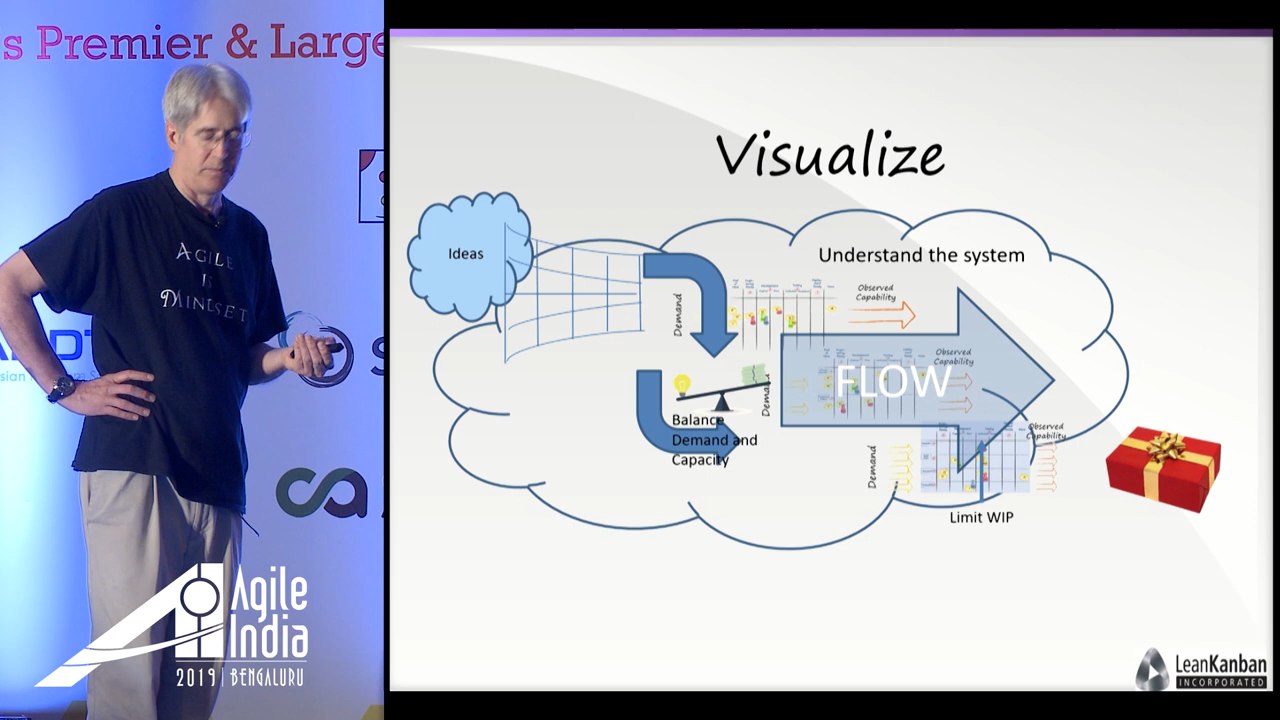 s Premier & Large
AGILE
IS
MINDSET
S
ca
Agile
India
2019 | BENGALURU
Visualize
Ideas
Understand the system
Demand
Observed
Capability
FLOW
Observed
Capability
Balance
Demand and
Capacity
Demand
Observed
Capability
Limit WIP
LeanKanban
INCORPORATED